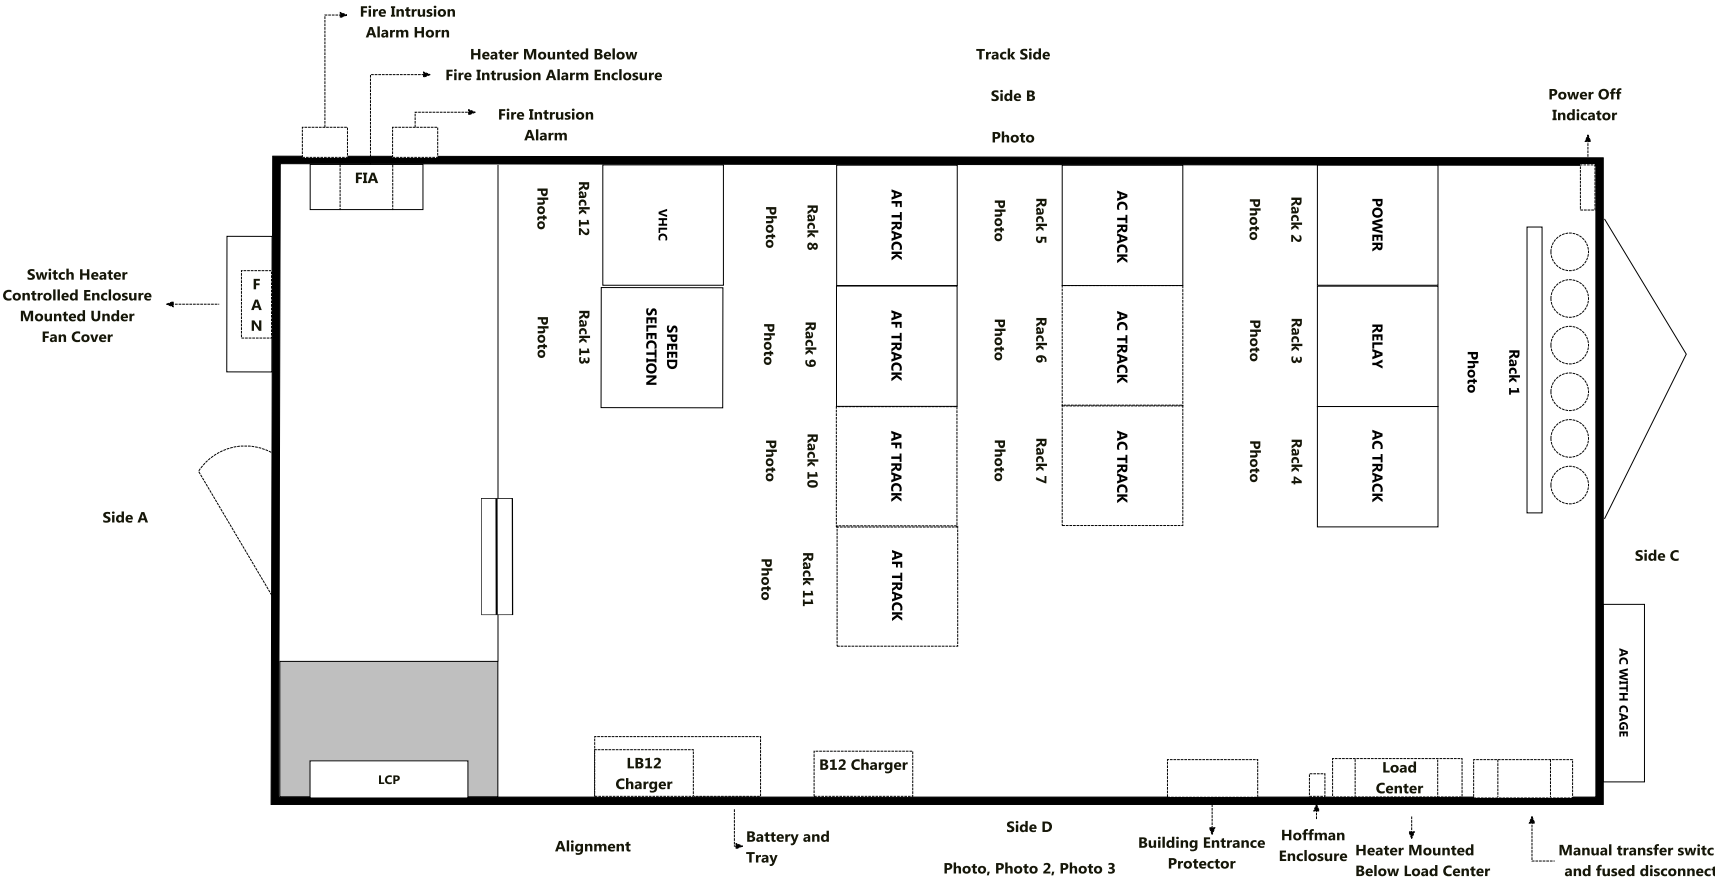 Fire Intrusion
Alarm Horn
Heater Mounted Below
Fire Intrusion Alarm Enclosure
Fire Intrusion
Alarm
Track Side
Side B
Photo
Power Off
Indicator
FIA
Switch Heater
Controlled Enclosure
Mounted Under
Fan Cover
F
A
N
Side A
Photo
Rack 12
VHLC
Photo
Rack 13
SPEED
SELECTION
Photo
Rack 8
AF TRACK
Photo
Rack 9
AF TRACK
Photo
Rack 10
AF TRACK
Photo
Rack 11
AF TRACK
Photo
Rack 5
AC TRACK
Photo
Rack 6
AC TRACK
Photo
Rack 7
AC TRACK
Photo
Rack 2
POWER
Photo
Rack 3
RELAY
Photo
Rack 4
AC TRACK
Photo
Rack 1
Side C
AC WITH CAGE
LCP
LB12
Charger
B12 Charger
Load
Center
Alignment
Battery and
Tray
Side D
Photo, Photo 2, Photo 3
Building Entrance
Protector
Hoffman
Enclosure
Heater Mounted
Below Load Center
Manual transfer switc
and fused disconnect